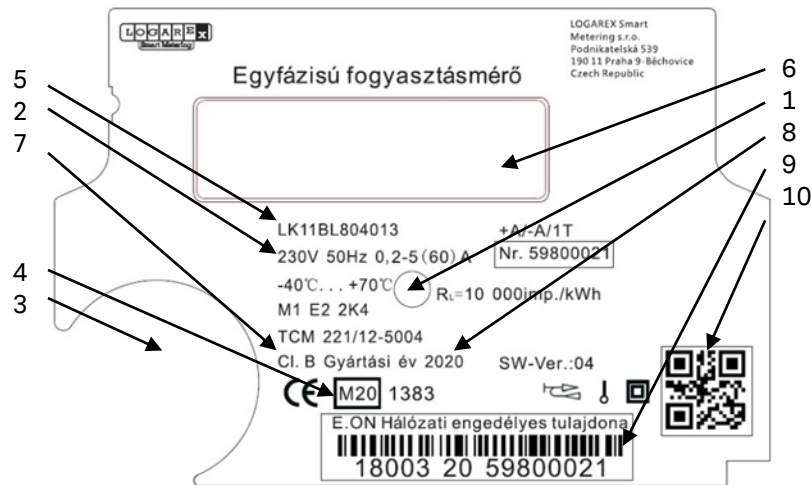 LOGAREX
Smart Metering
LOGAREX Smart
Metering s.r.o.
Podnikatelská 539
190 11 Praha 9-Běchovice
Czech Republic
Egyfázisú fogyasztásmérő
5
2
7
4
3
6
1
8
9
10
LK11BL804013 +A/-A/1T
230V 50Hz 0,2-5(60)A Nr. 59800021
-40℃... +70℃ RL=10 000imp./kWh
M1 E2 2K4
TCM 221/12-5004
Cl. B Gyártási év 2020 SW-Ver.:04
CE M20 1383
E.ON Hálózati engedélyes tulajdona
18003 20 59800021